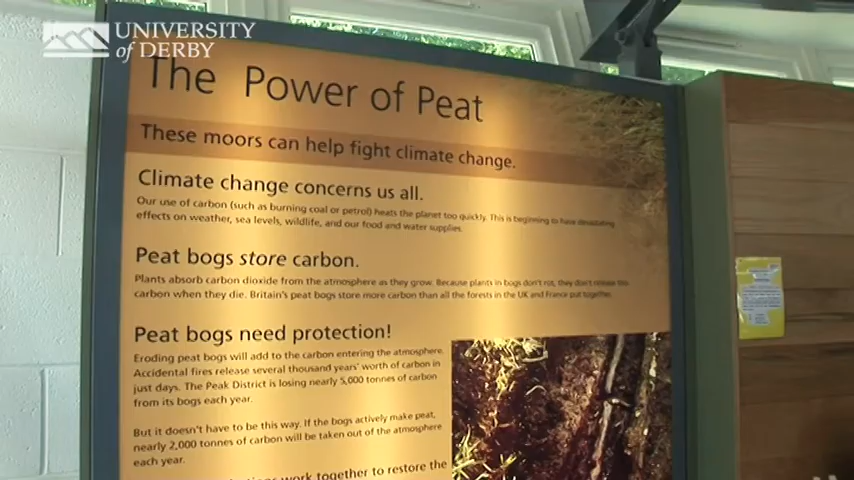 UNIVERSITY
of DERBY
The Power of Peat
These moors can help fight climate change.
Climate change concerns us all.
Our use of carbon (such as burning coal or petrol) heats the planet too quickly. This is beginning to have devastating
effects on weather, sea levels, wildlife, and our food and water supplies.
Peat bogs store carbon.
Plants absorb carbon dioxide from the atmosphere as they grow. Because plants in bogs don't rot, they don't release this
carbon when they die. Britain's peat bogs store more carbon than all the forests in the UK and France put together.
Peat bogs need protection!
Eroding peat bogs will add to the carbon entering the atmosphere.
Accidental fires release several thousand years' worth of carbon in
just days. The Peak District is losing nearly 5,000 tonnes of carbon
from its bogs each year.
But it doesn't have to be this way. If the bogs actively make peat,
nearly 2,000 tonnes of carbon will be taken out of the atmosphere
each year.
work together to restore the